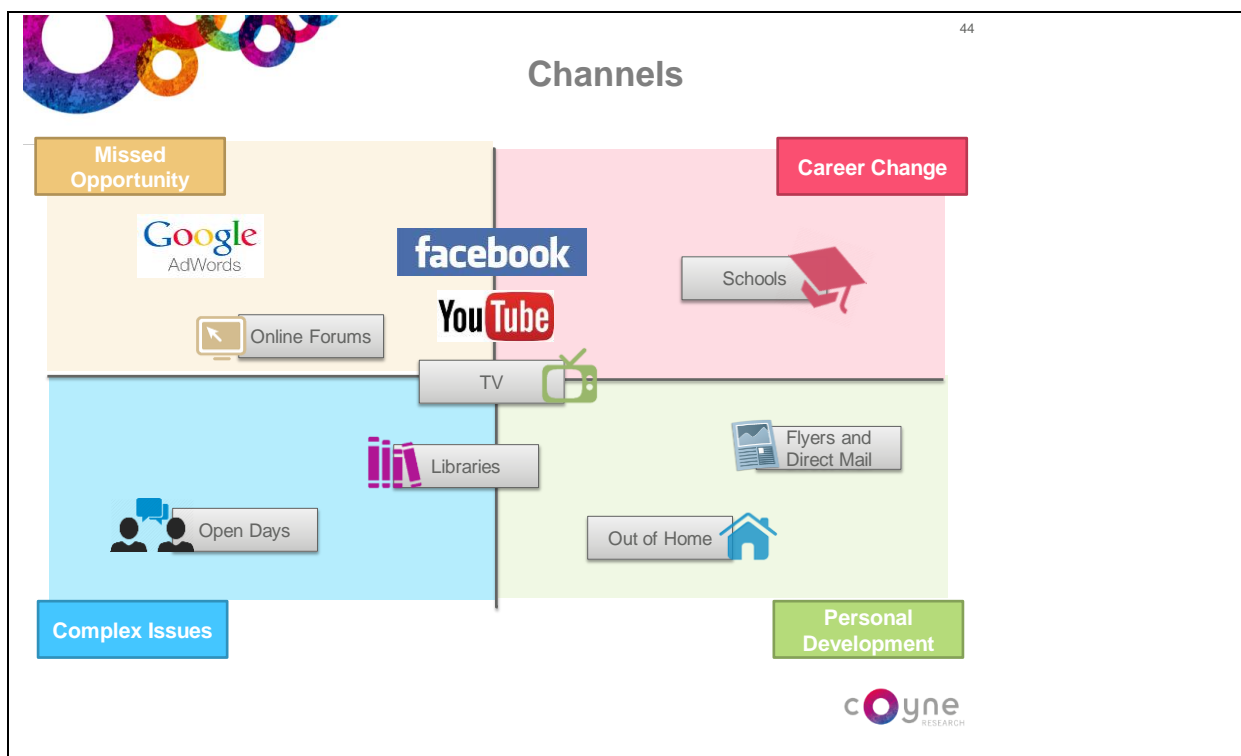 44
Channels
Missed
Opportunity
Career Change
Google
AdWords
facebook
Schools
YouTube
Online Forums
TV
Flyers and
Direct Mail
Libraries
Open Days
Out of Home
Complex Issues
Personal
Development
coyne
RESEARCH